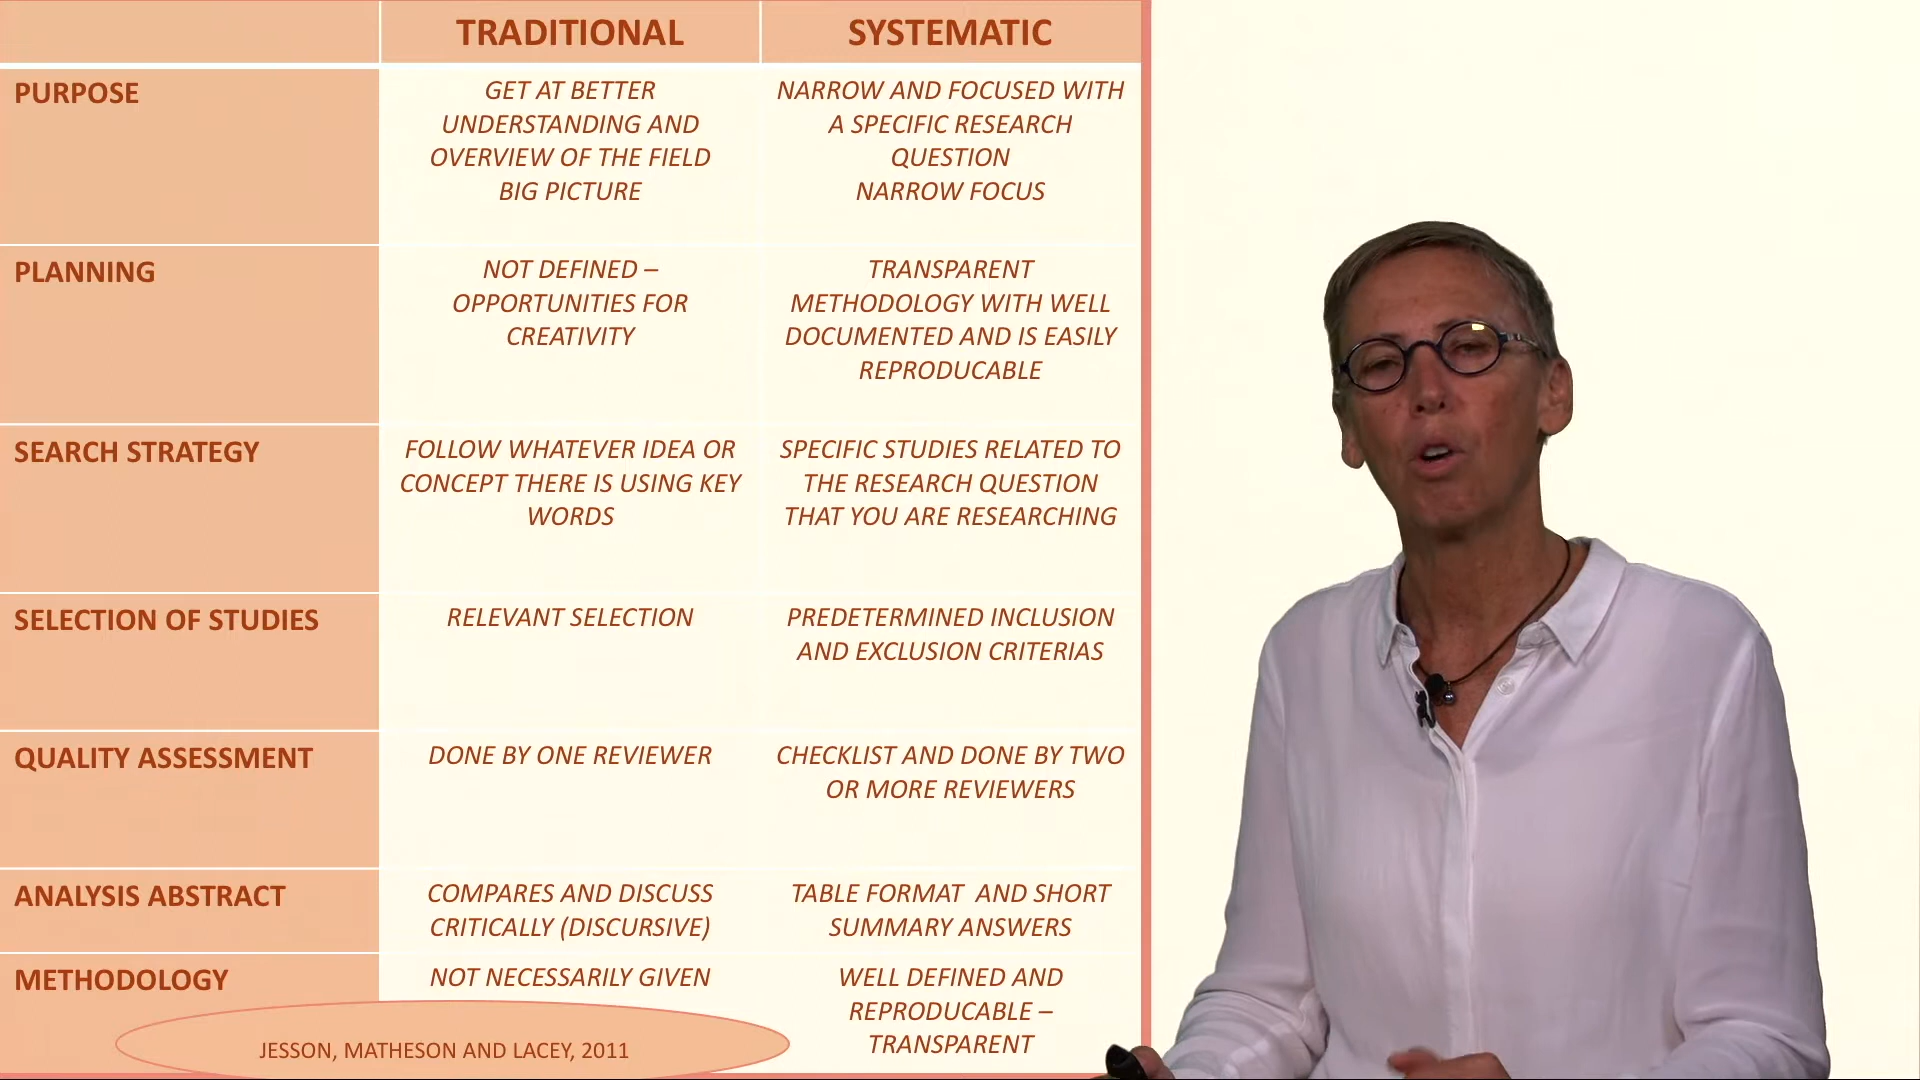 TRADITIONAL
SYSTEMATIC
PURPOSE
GET AT BETTER
UNDERSTANDING AND
OVERVIEW OF THE FIELD
BIG PICTURE
NARROW AND FOCUSED WITH
A SPECIFIC RESEARCH
QUESTION
NARROW FOCUS
PLANNING
NOT DEFINED –
OPPORTUNITIES FOR
CREATIVITY
TRANSPARENT
METHODOLOGY WITH WELL
DOCUMENTED AND IS EASILY
REPRODUCABLE
SEARCH STRATEGY
FOLLOW WHATEVER IDEA OR
CONCEPT THERE IS USING KEY
WORDS
SPECIFIC STUDIES RELATED TO
THE RESEARCH QUESTION
THAT YOU ARE RESEARCHING
SELECTION OF STUDIES
RELEVANT SELECTION
PREDETERMINED INCLUSION
AND EXCLUSION CRITERIAS
QUALITY ASSESSMENT
DONE BY ONE REVIEWER
CHECKLIST AND DONE BY TWO
OR MORE REVIEWERS
ANALYSIS ABSTRACT
COMPARES AND DISCUSS
CRITICALLY (DISCURSIVE)
TABLE FORMAT AND SHORT
SUMMARY ANSWERS
METHODOLOGY
NOT NECESSARILY GIVEN
WELL DEFINED AND
REPRODUCABLE –
TRANSPARENT
JESSON, MATHESON AND LACEY, 2011